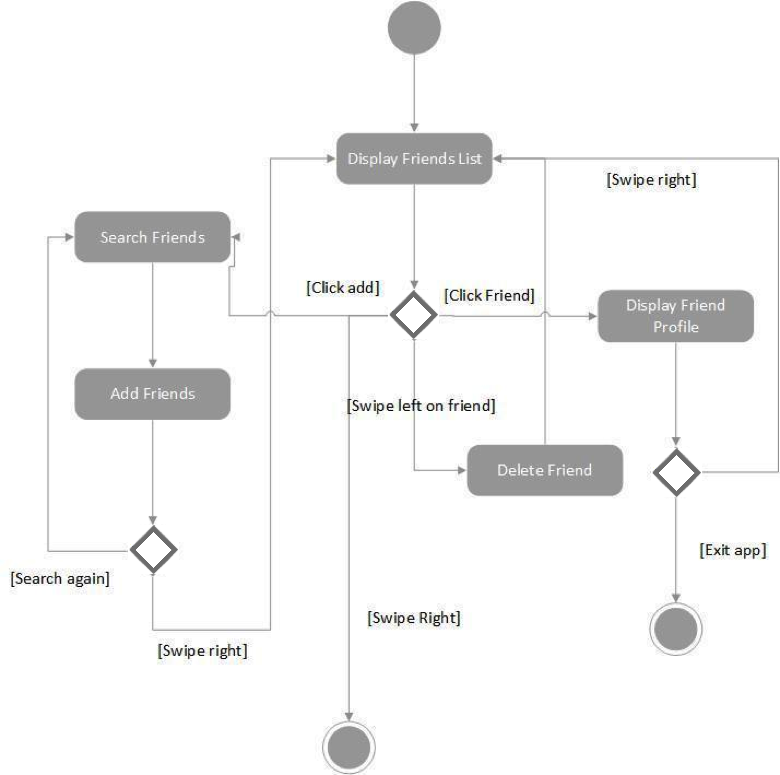 Display Friends List
[Swipe right]
Search Friends
[Click add]
[Click Friend]
Display Friend
Profile
Add Friends
[Swipe left on friend]
Delete Friend
[Exit app]
[Search again]
[Swipe Right]
[Swipe right]